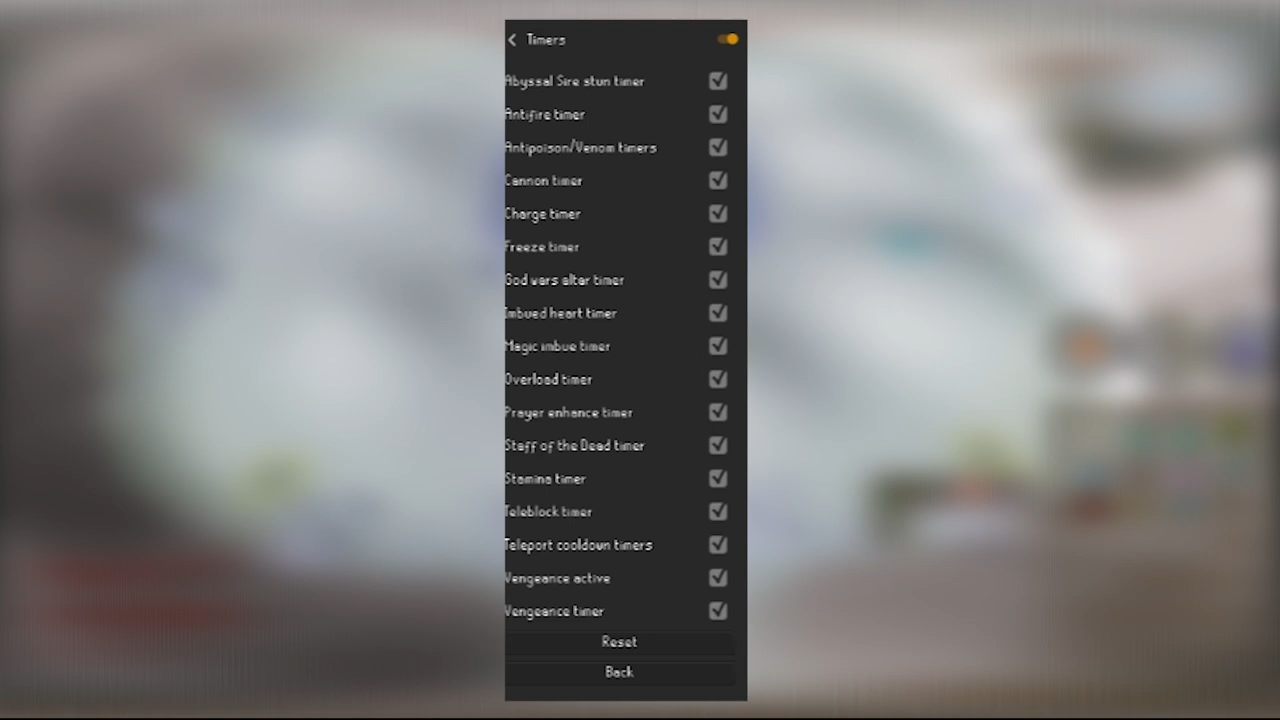 Timers
Abyssal Sire stun timer
Antifire timer
Antipoison/Venom timers
Cannon timer
Charge timer
Freeze timer
God wars altar timer
Imbued heart timer
Magic imbue timer
Overload timer
Prayer enhance timer
Staff of the Dead timer
Stamina timer
Teleblock timer
Teleport cooldown timers
Vengeance active
Vengeance timer
Reset
Back